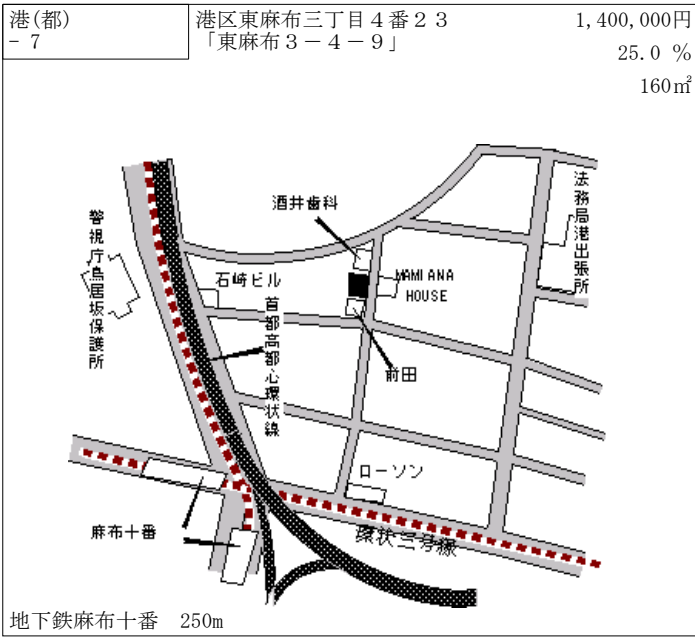 港(都)
- 7
港区東麻布三丁目４番２３
「東麻布３－４－９」
1,400,000円
25.0 %
160㎡
酒井歯科
法務局港出張所
警視庁鳥居坂保護所
石崎ビル
MAMIANA
HOUSE
首都高都心環状線
前田
ローソン
麻布十番
環状三号線
地下鉄麻布十番　250m